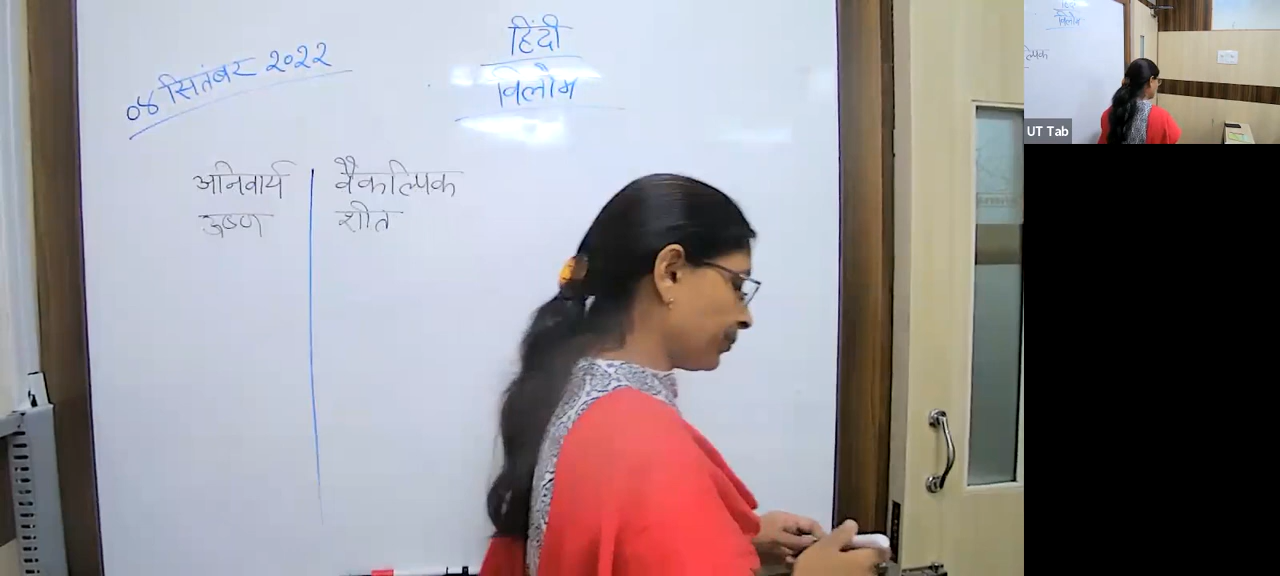 हिंदी
०४ सितंबर २०२२
विलोम
अनिवार्य वैकल्पिक
उष्ण शीत
UT Tab